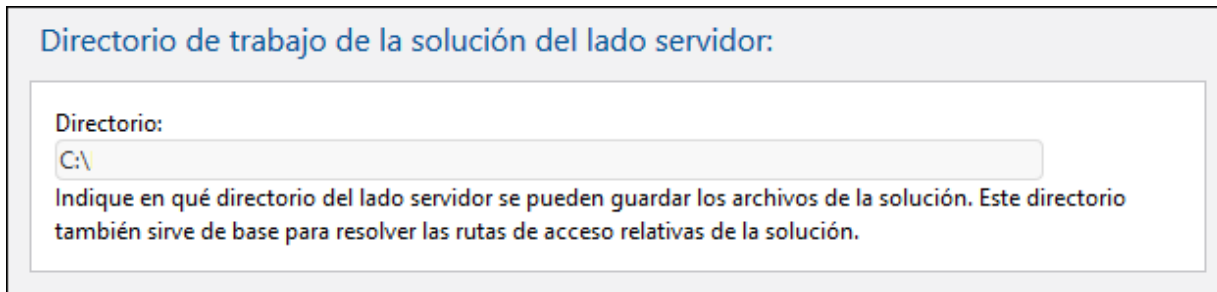 Directorio de trabajo de la solución del lado servidor:
Directorio:
C:\
Indique en qué directorio del lado servidor se pueden guardar los archivos de la solución. Este directorio
también sirve de base para resolver las rutas de acceso relativas de la solución.